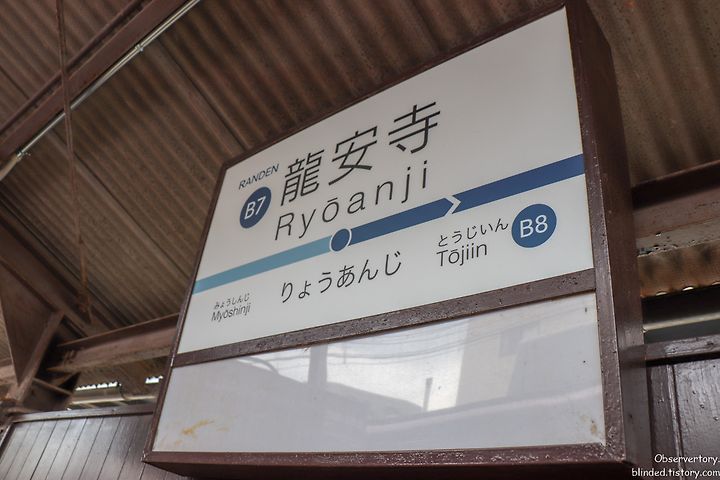 RANDEN
B7
龍安寺
Ryōanji
りょうあんじ
みょうしんじ
Myōshinji
とうじいん
Tōjiin
B8
Observertory.
blinded.tistory.com